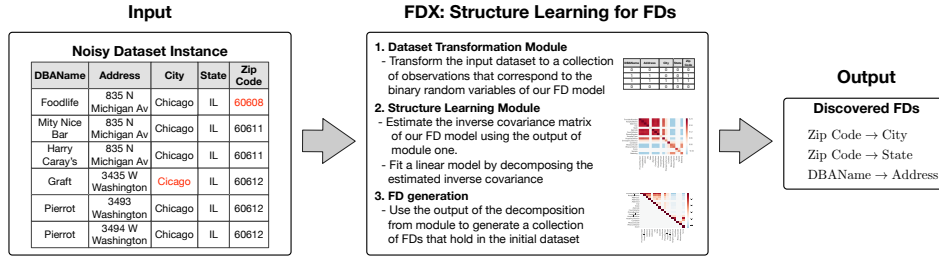 Input
FDX: Structure Learning for FDs
Output
Noisy Dataset Instance
DBAName Address City State Zip Code
Foodlife 835 N Michigan Av Chicago IL 60608
Mity Nice Bar 835 N Michigan Av Chicago IL 60611
Harry Caray's 835 N Michigan Av Chicago IL 60611
Graft 3435 W Washington Cicago IL 60612
Pierrot 3493 Washington Chicago IL 60612
Pierrot 3494 W Washington Chicago IL 60612
1. Dataset Transformation Module
- Transform the input dataset to a collection
of observations that correspond to the
binary random variables of our FD model
2. Structure Learning Module
- Estimate the inverse covariance matrix
of our FD model using the output of
module one.
- Fit a linear model by decomposing the
estimated inverse covariance
3. FD generation
- Use the output of the decomposition
from module to generate a collection
of FDs that hold in the initial dataset
Discovered FDs
Zip Code → City
Zip Code → State
DBAName → Address